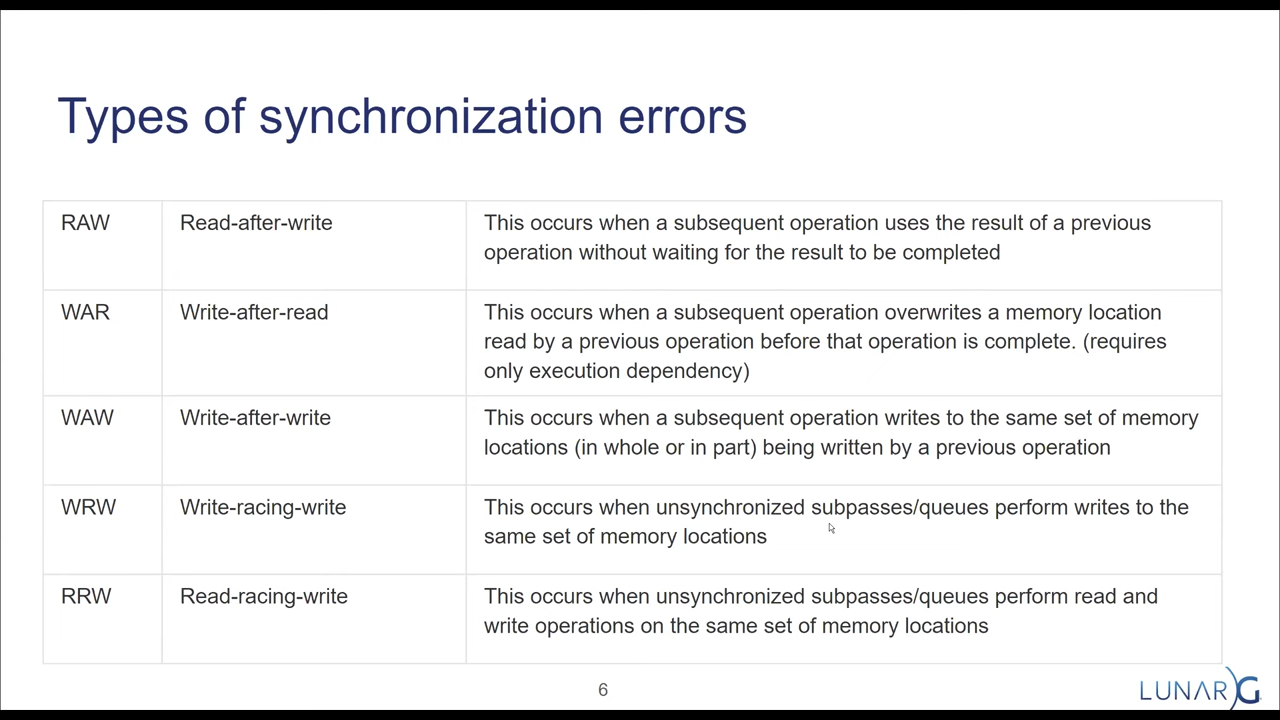 Types of synchronization errors
RAW
Read-after-write
This occurs when a subsequent operation uses the result of a previous
operation without waiting for the result to be completed
WAR
Write-after-read
This occurs when a subsequent operation overwrites a memory location
read by a previous operation before that operation is complete. (requires
only execution dependency)
WAW
Write-after-write
This occurs when a subsequent operation writes to the same set of memory
locations (in whole or in part) being written by a previous operation
WRW
Write-racing-write
This occurs when unsynchronized subpasses/queues perform writes to the
same set of memory locations
RRW
Read-racing-write
This occurs when unsynchronized subpasses/queues perform read and
write operations on the same set of memory locations
6
LUNARG